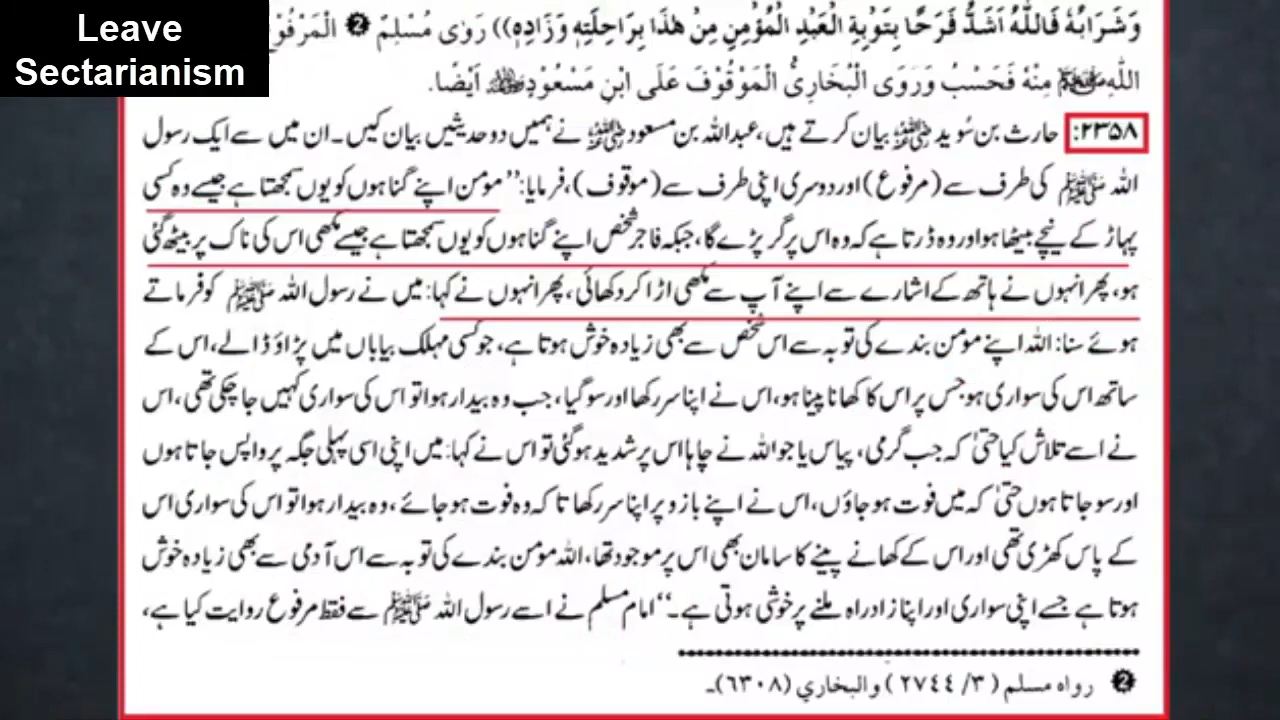 Leave
Sectarianism
وَشَرَابُهُ فَاللّٰهُ اَشَدُّ فَرَحًا بِتَوْبَةِ الْعَبْدِ الْمُؤْمِنِ مِنْ هٰذَا بِرَاحِلَتِهٖ وَزَادِهٖ)) رَوٰى مُسْلِمٌ ❷ الْمَرْفُوْعَ
اللّٰهِ ﷺ مِنْهُ فَحَسْبُ وَرَوَى الْبُخَارِیُّ الْمَوْقُوْفَ عَلَى ابْنِ مَسْعُوْدٍ رضی اللہ عنہ اَيْضًا.
۲۳۵۸: حارث بن سُوید رضی اللہ عنہ بیان کرتے ہیں، عبداللہ بن مسعود رضی اللہ عنہ نے ہمیں دو حدیثیں بیان کیں۔ ان میں سے ایک رسول
اللہ ﷺ کی طرف سے (مرفوع) اور دوسری اپنی طرف سے (موقوف)، فرمایا: ’’مومن اپنے گناہوں کو یوں سمجھتا ہے جیسے وہ کسی
پہاڑ کے نیچے بیٹھا ہو اور وہ ڈرتا ہے کہ وہ اس پر گر پڑے گا، جبکہ فاجر شخص اپنے گناہوں کو یوں سمجھتا ہے جیسے مکھی اس کی ناک پر بیٹھ گئی
ہو، پھر انہوں نے ہاتھ کے اشارے سے اپنے آپ سے مکھی اڑا کر دکھائی، پھر انہوں نے کہا: میں نے رسول اللہ ﷺ کو فرماتے
ہوئے سنا: اللہ اپنے مومن بندے کی توبہ سے اس شخص سے بھی زیادہ خوش ہوتا ہے، جو کسی مہلک بیاباں میں پڑاؤ ڈالے، اس کے
ساتھ اس کی سواری ہو جس پر اس کا کھانا پینا ہو، اس نے اپنا سر رکھا اور سو گیا، جب وہ بیدار ہوا تو اس کی سواری کہیں جا چکی تھی، اس
نے اسے تلاش کیا حتیٰ کہ جب گرمی، پیاس یا جو اللہ نے چاہا اس پر شدید ہوگئی تو اس نے کہا: میں اپنی اسی پہلی جگہ پر واپس جاتا ہوں
اور سو جاتا ہوں حتیٰ کہ میں فوت ہو جاؤں، اس نے اپنے بازو پر اپنا سر رکھا تا کہ وہ فوت ہو جائے، وہ بیدار ہوا تو اس کی سواری اس
کے پاس کھڑی تھی اور اس کے کھانے پینے کا سامان بھی اس پر موجود تھا، اللہ مومن بندے کی توبہ سے اس آدمی سے بھی زیادہ خوش
ہوتا ہے جسے اپنی سواری اور اپنا زادراہ ملنے پر خوشی ہوتی ہے۔‘‘ امام مسلم نے اسے رسول اللہ ﷺ سے فقط مرفوع روایت کیا ہے،
❷ رواه مسلم (۳/ ۲۷٤٤) والبخاري (٦٣٠٨)۔